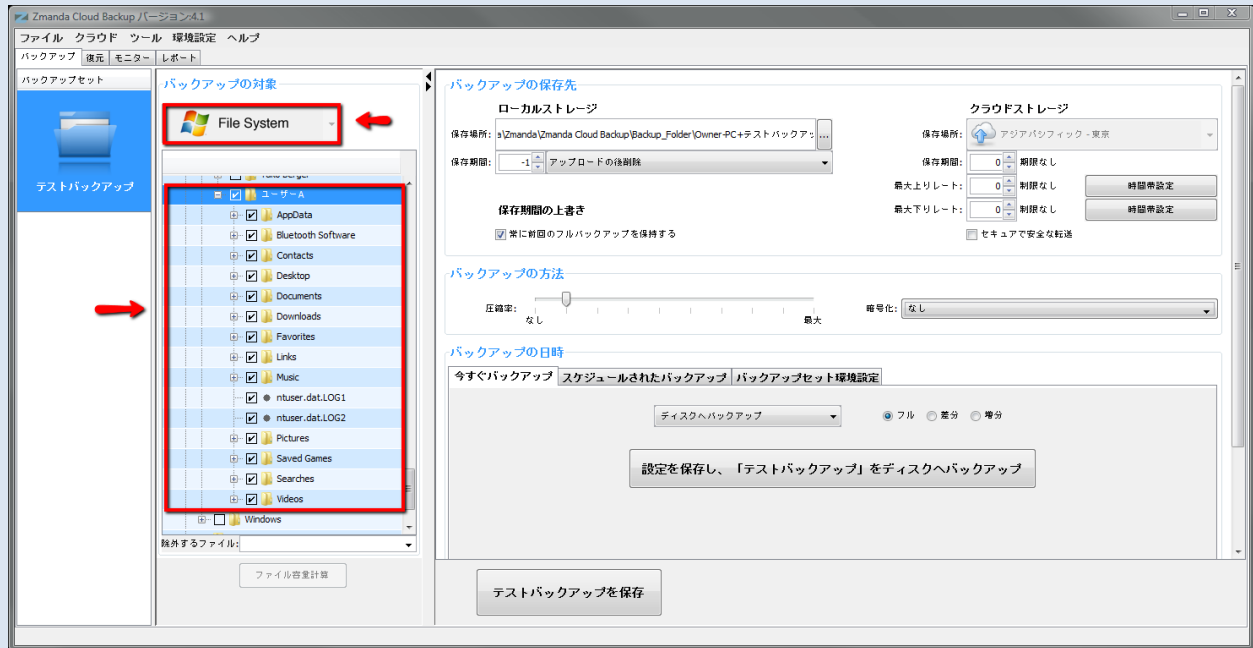 Zmanda Cloud Backup バージョン:4.1
ファイル クラウド ツール 環境設定 ヘルプ
バックアップ 復元 モニター レポート
バックアップセット
テストバックアップ
バックアップの対象
File System
ユーザーA
AppData
Bluetooth Software
Contacts
Desktop
Documents
Downloads
Favorites
Links
Music
ntuser.dat.LOG1
ntuser.dat.LOG2
Pictures
Saved Games
Searches
Videos
Windows
除外するファイル:
ファイル容量計算
バックアップの保存先
ローカルストレージ
保存場所: a\Zmanda\Zmanda Cloud Backup\Backup_Folder\Owner-PC+テストバックアッ ...
保存期間: -1 アップロードの後削除
保存期間の上書き
常に前回のフルバックアップを保持する
クラウドストレージ
保存場所: アジアパシフィック - 東京
保存期間: 0 期限なし
最大上りレート: 0 制限なし 時間帯設定
最大下りレート: 0 制限なし 時間帯設定
セキュアで安全な転送
バックアップの方法
圧縮率:
なし 最大
暗号化: なし
バックアップの日時
今すぐバックアップ スケジュールされたバックアップ バックアップセット環境設定
ディスクへバックアップ フル 差分 増分
設定を保存し、「テストバックアップ」をディスクへバックアップ
テストバックアップを保存